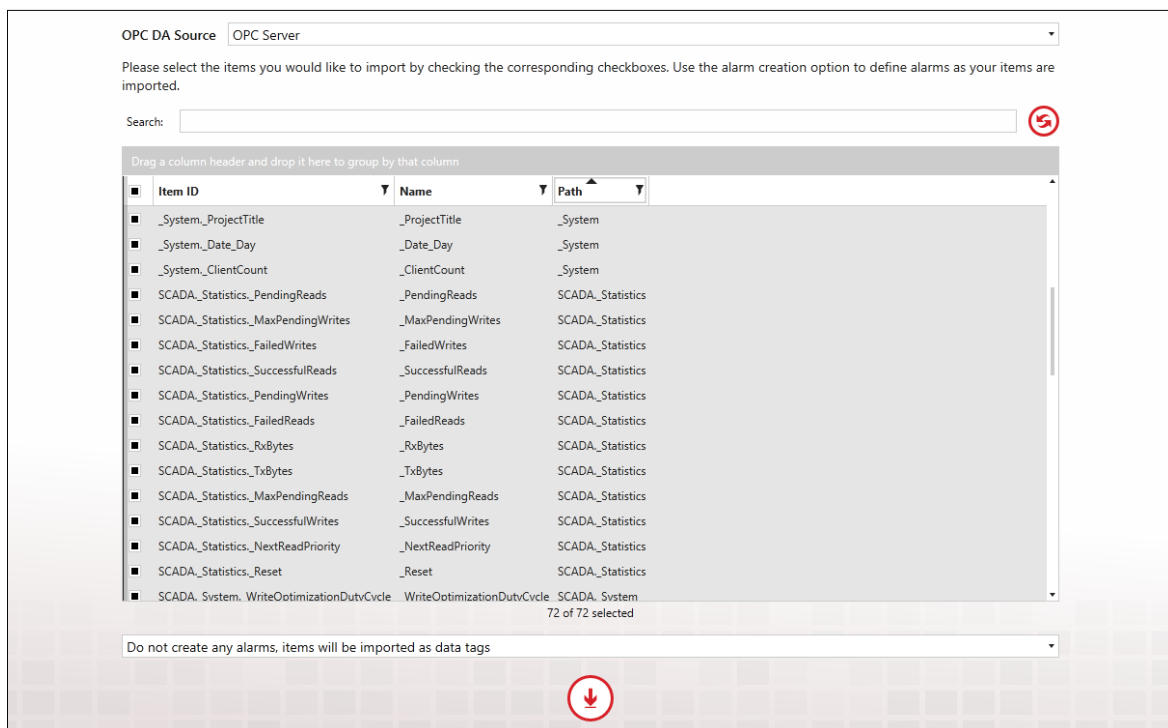 OPC DA Source OPC Server
Please select the items you would like to import by checking the corresponding checkboxes. Use the alarm creation option to define alarms as your items are
imported.
Search:
Drag a column header and drop it here to group by that column
Item ID Name Path
_System._ProjectTitle _ProjectTitle _System
_System._Date_Day _Date_Day _System
_System._ClientCount _ClientCount _System
SCADA._Statistics._PendingReads _PendingReads SCADA._Statistics
SCADA._Statistics._MaxPendingWrites _MaxPendingWrites SCADA._Statistics
SCADA._Statistics._FailedWrites _FailedWrites SCADA._Statistics
SCADA._Statistics._SuccessfulReads _SuccessfulReads SCADA._Statistics
SCADA._Statistics._PendingWrites _PendingWrites SCADA._Statistics
SCADA._Statistics._FailedReads _FailedReads SCADA._Statistics
SCADA._Statistics._RxBytes _RxBytes SCADA._Statistics
SCADA._Statistics._TxBytes _TxBytes SCADA._Statistics
SCADA._Statistics._MaxPendingReads _MaxPendingReads SCADA._Statistics
SCADA._Statistics._SuccessfulWrites _SuccessfulWrites SCADA._Statistics
SCADA._Statistics._NextReadPriority _NextReadPriority SCADA._Statistics
SCADA._Statistics._Reset _Reset SCADA._Statistics
SCADA._System._WriteOptimizationDutyCycle _WriteOptimizationDutyCycle SCADA._System
72 of 72 selected
Do not create any alarms, items will be imported as data tags